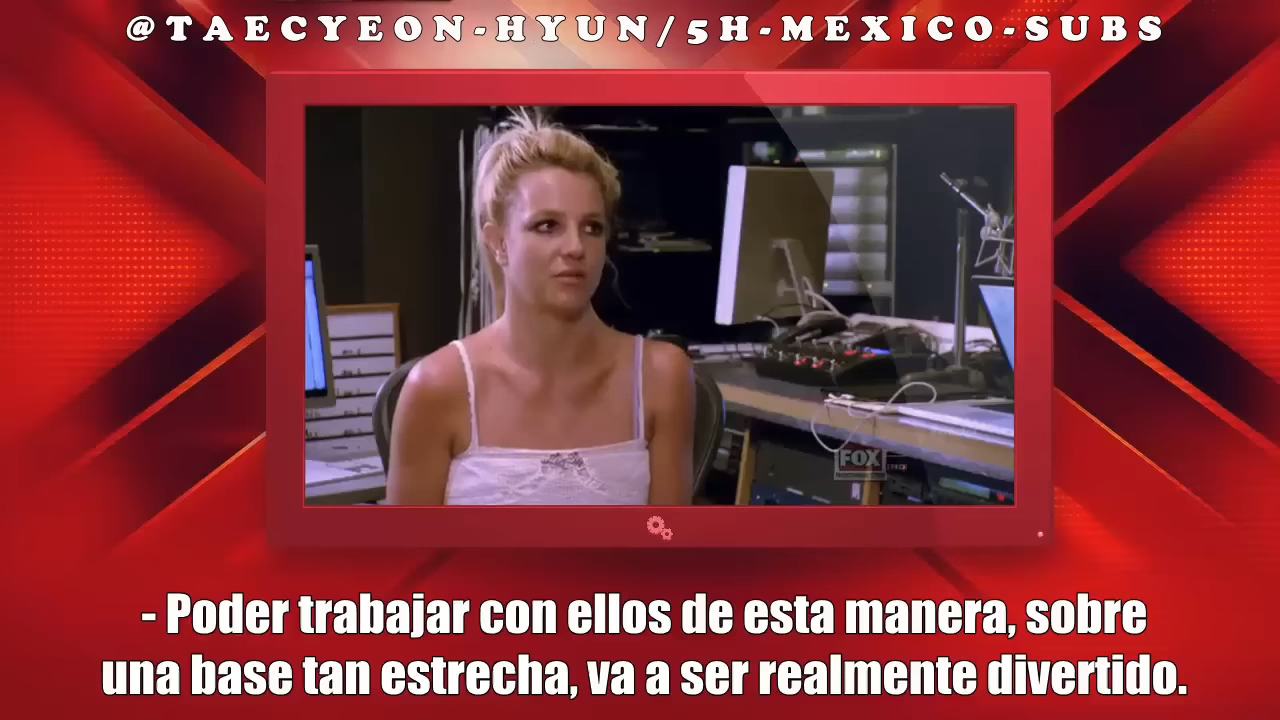 @TAECYEON-HYUN/5H-MEXICO-SUBS
FOX
- Poder trabajar con ellos de esta manera, sobre
una base tan estrecha, va a ser realmente divertido.